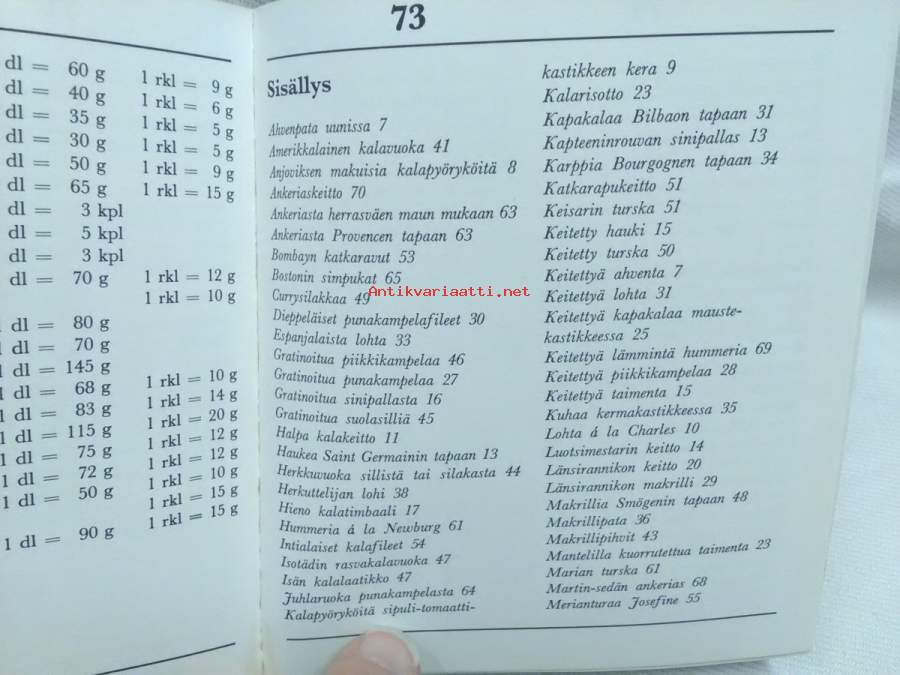 dl = 60 g 1 rkl = 9 g
dl = 40 g 1 rkl = 6 g
dl = 35 g 1 rkl = 5 g
dl = 30 g 1 rkl = 5 g
dl = 50 g 1 rkl = 9 g
dl = 65 g 1 rkl = 15 g
dl = 3 kpl
dl = 5 kpl
dl = 3 kpl
dl = 70 g 1 rkl = 12 g
1 rkl = 10 g
1 dl = 80 g
1 dl = 70 g
1 dl = 145 g
1 dl = 68 g 1 rkl = 10 g
1 dl = 83 g 1 rkl = 14 g
1 dl = 115 g 1 rkl = 20 g
1 dl = 75 g 1 rkl = 12 g
1 dl = 72 g 1 rkl = 12 g
1 dl = 50 g 1 rkl = 10 g
1 rkl = 15 g
1 dl = 90 g 1 rkl = 15 g
73
Sisällys
Ahvenpata uunissa 7
Amerikkalainen kalavuoka 41
Anjoviksen makuisia kalapyöryköitä 8
Ankeriaskeitto 70
Ankeriasta herrasväen maun mukaan 63
Ankeriasta Provencen tapaan 63
Bombayn katkaravut 53
Bostonin simpukat 65
Currysilakkaa 49
Dieppeläiset punakampelafileet 30
Espanjalaista lohta 33
Gratinoitua piikkikampelaa 46
Gratinoitua punakampelaa 27
Gratinoitua sinipallasta 16
Gratinoitua suolasilliä 45
Halpa kalakeitto 11
Haukea Saint Germainin tapaan 13
Herkkuvuoka sillistä tai silakasta 44
Herkuttelijan lohi 38
Hieno kalatimbaali 17
Hummeria á la Newburg 61
Intialaiset kalafileet 54
Isotädin rasvakalavuoka 47
Isän kalalaatikko 47
Juhlaruoka punakampelasta 64
Kalapyöryköitä sipuli-tomaatti-
kastikkeen kera 9
Kalarisotto 23
Kapakalaa Bilbaon tapaan 31
Kapteeninrouvan sinipallas 13
Karppia Bourgognen tapaan 34
Katkarapukeitto 51
Keisarin turska 51
Keitetty hauki 15
Keitety turska 50
Keitettyä ahventa 7
Keitettyä lohta 31
Keitettyä kapakalaa mauste-
kastikkeessa 25
Keitettyä lämmintä hummeria 69
Keitettyä piikkikampelaa 28
Keitettyä taimenta 15
Kuhaa kermakastikkeessa 35
Lohta á la Charles 10
Luotsimestarin keitto 14
Länsirannikon keitto 20
Länsirannikon makrilli 29
Makrillia Smögenin tapaan 48
Makrillipata 36
Makrillipihvit 43
Mantelilla kuorrutettua taimenta 23
Marian turska 61
Martin-sedän ankerias 68
Merianturaa Josefine 55
Antikvariaatti.net